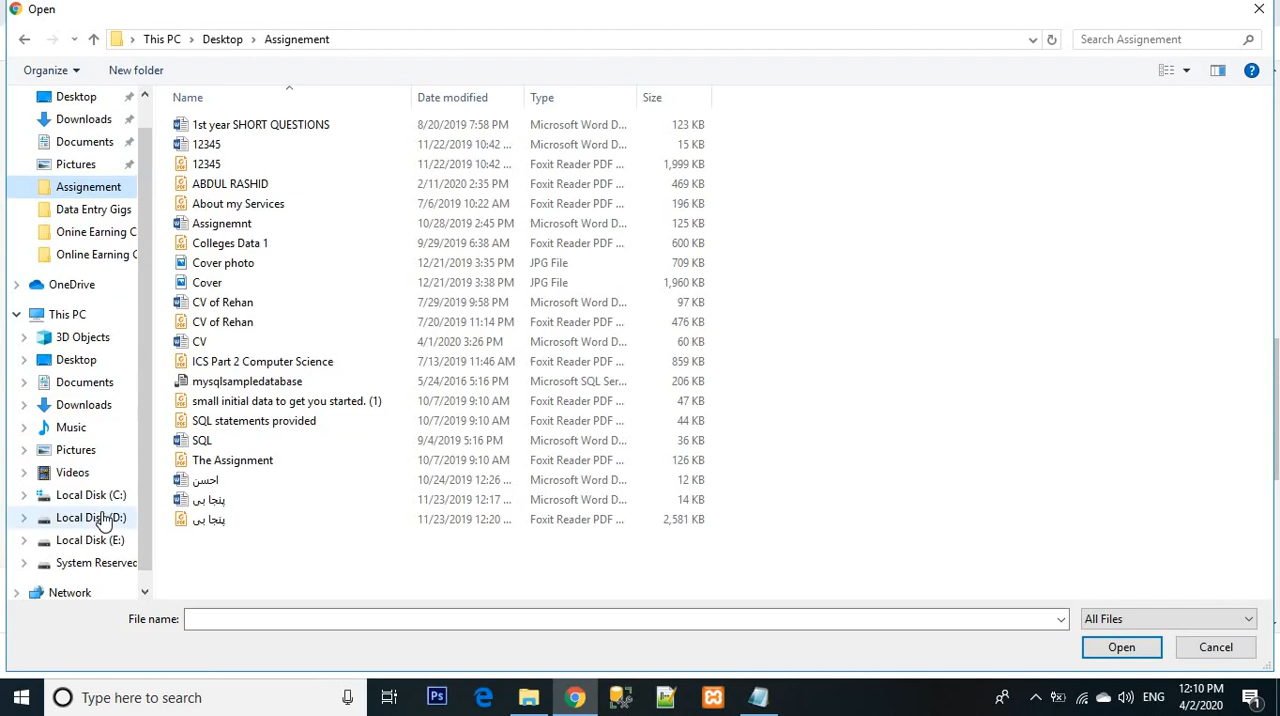 Open
This PC > Desktop > Assignement
Search Assignement
Organize
New folder
Name
Date modified
Type
Size
Desktop
Downloads
Documents
Pictures
Assignement
Data Entry Gigs
Onine Earning C
Online Earning C
OneDrive
This PC
3D Objects
Desktop
Documents
Downloads
Music
Pictures
Videos
Local Disk (C:)
Local Disk (D:)
Local Disk (E:)
System Reserved
Network
1st year SHORT QUESTIONS 8/20/2019 7:58 PM Microsoft Word D... 123 KB
12345 11/22/2019 10:42 ... Microsoft Word D... 15 KB
12345 11/22/2019 10:42 ... Foxit Reader PDF ... 1,999 KB
ABDUL RASHID 2/11/2020 2:35 PM Foxit Reader PDF ... 469 KB
About my Services 7/6/2019 10:22 AM Foxit Reader PDF ... 196 KB
Assignemnt 10/28/2019 2:45 PM Microsoft Word D... 125 KB
Colleges Data 1 9/29/2019 6:38 AM Foxit Reader PDF ... 600 KB
Cover photo 12/21/2019 3:35 PM JPG File 709 KB
Cover 12/21/2019 3:38 PM JPG File 1,960 KB
CV of Rehan 7/29/2019 9:58 PM Microsoft Word D... 97 KB
CV of Rehan 7/20/2019 11:14 PM Foxit Reader PDF ... 476 KB
CV 4/1/2020 3:26 PM Microsoft Word D... 60 KB
ICS Part 2 Computer Science 7/13/2019 11:46 AM Foxit Reader PDF ... 859 KB
mysqlsampledatabase 5/24/2016 5:16 PM Microsoft SQL Ser... 206 KB
small initial data to get you started. (1) 10/7/2019 9:10 AM Foxit Reader PDF ... 47 KB
SQL statements provided 10/7/2019 9:10 AM Foxit Reader PDF ... 440 KB
SQL 9/4/2019 5:16 PM Microsoft Word D... 36 KB
The Assignment 10/7/2019 9:10 AM Foxit Reader PDF ... 126 KB
احسن 10/24/2019 12:26 ... Microsoft Word D... 12 KB
پنجا بی 11/23/2019 12:17 ... Microsoft Word D... 14 KB
پنجا بی 11/23/2019 12:20 ... Foxit Reader PDF ... 2,581 KB
File name:
All Files
Open
Cancel
Type here to search
Ps
ENG
12:10 PM
4/2/2020
1